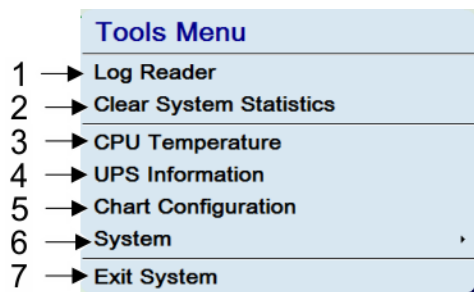 Tools Menu
1 Log Reader
2 Clear System Statistics
3 CPU Temperature
4 UPS Information
5 Chart Configuration
6 System
7 Exit System